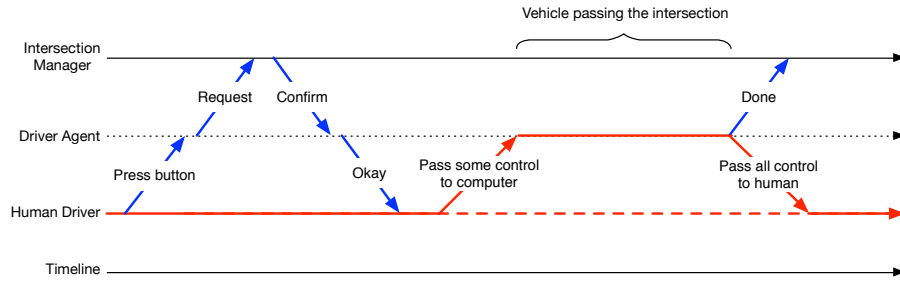 Vehicle passing the intersection
Intersection
Manager
Request
Confirm
Done
Driver Agent
Press button
Okay
Pass some control
to computer
Pass all control
to human
Human Driver
Timeline